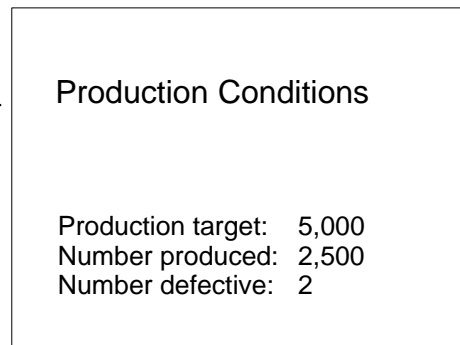 Production Conditions
Production target: 5,000
Number produced: 2,500
Number defective: 2